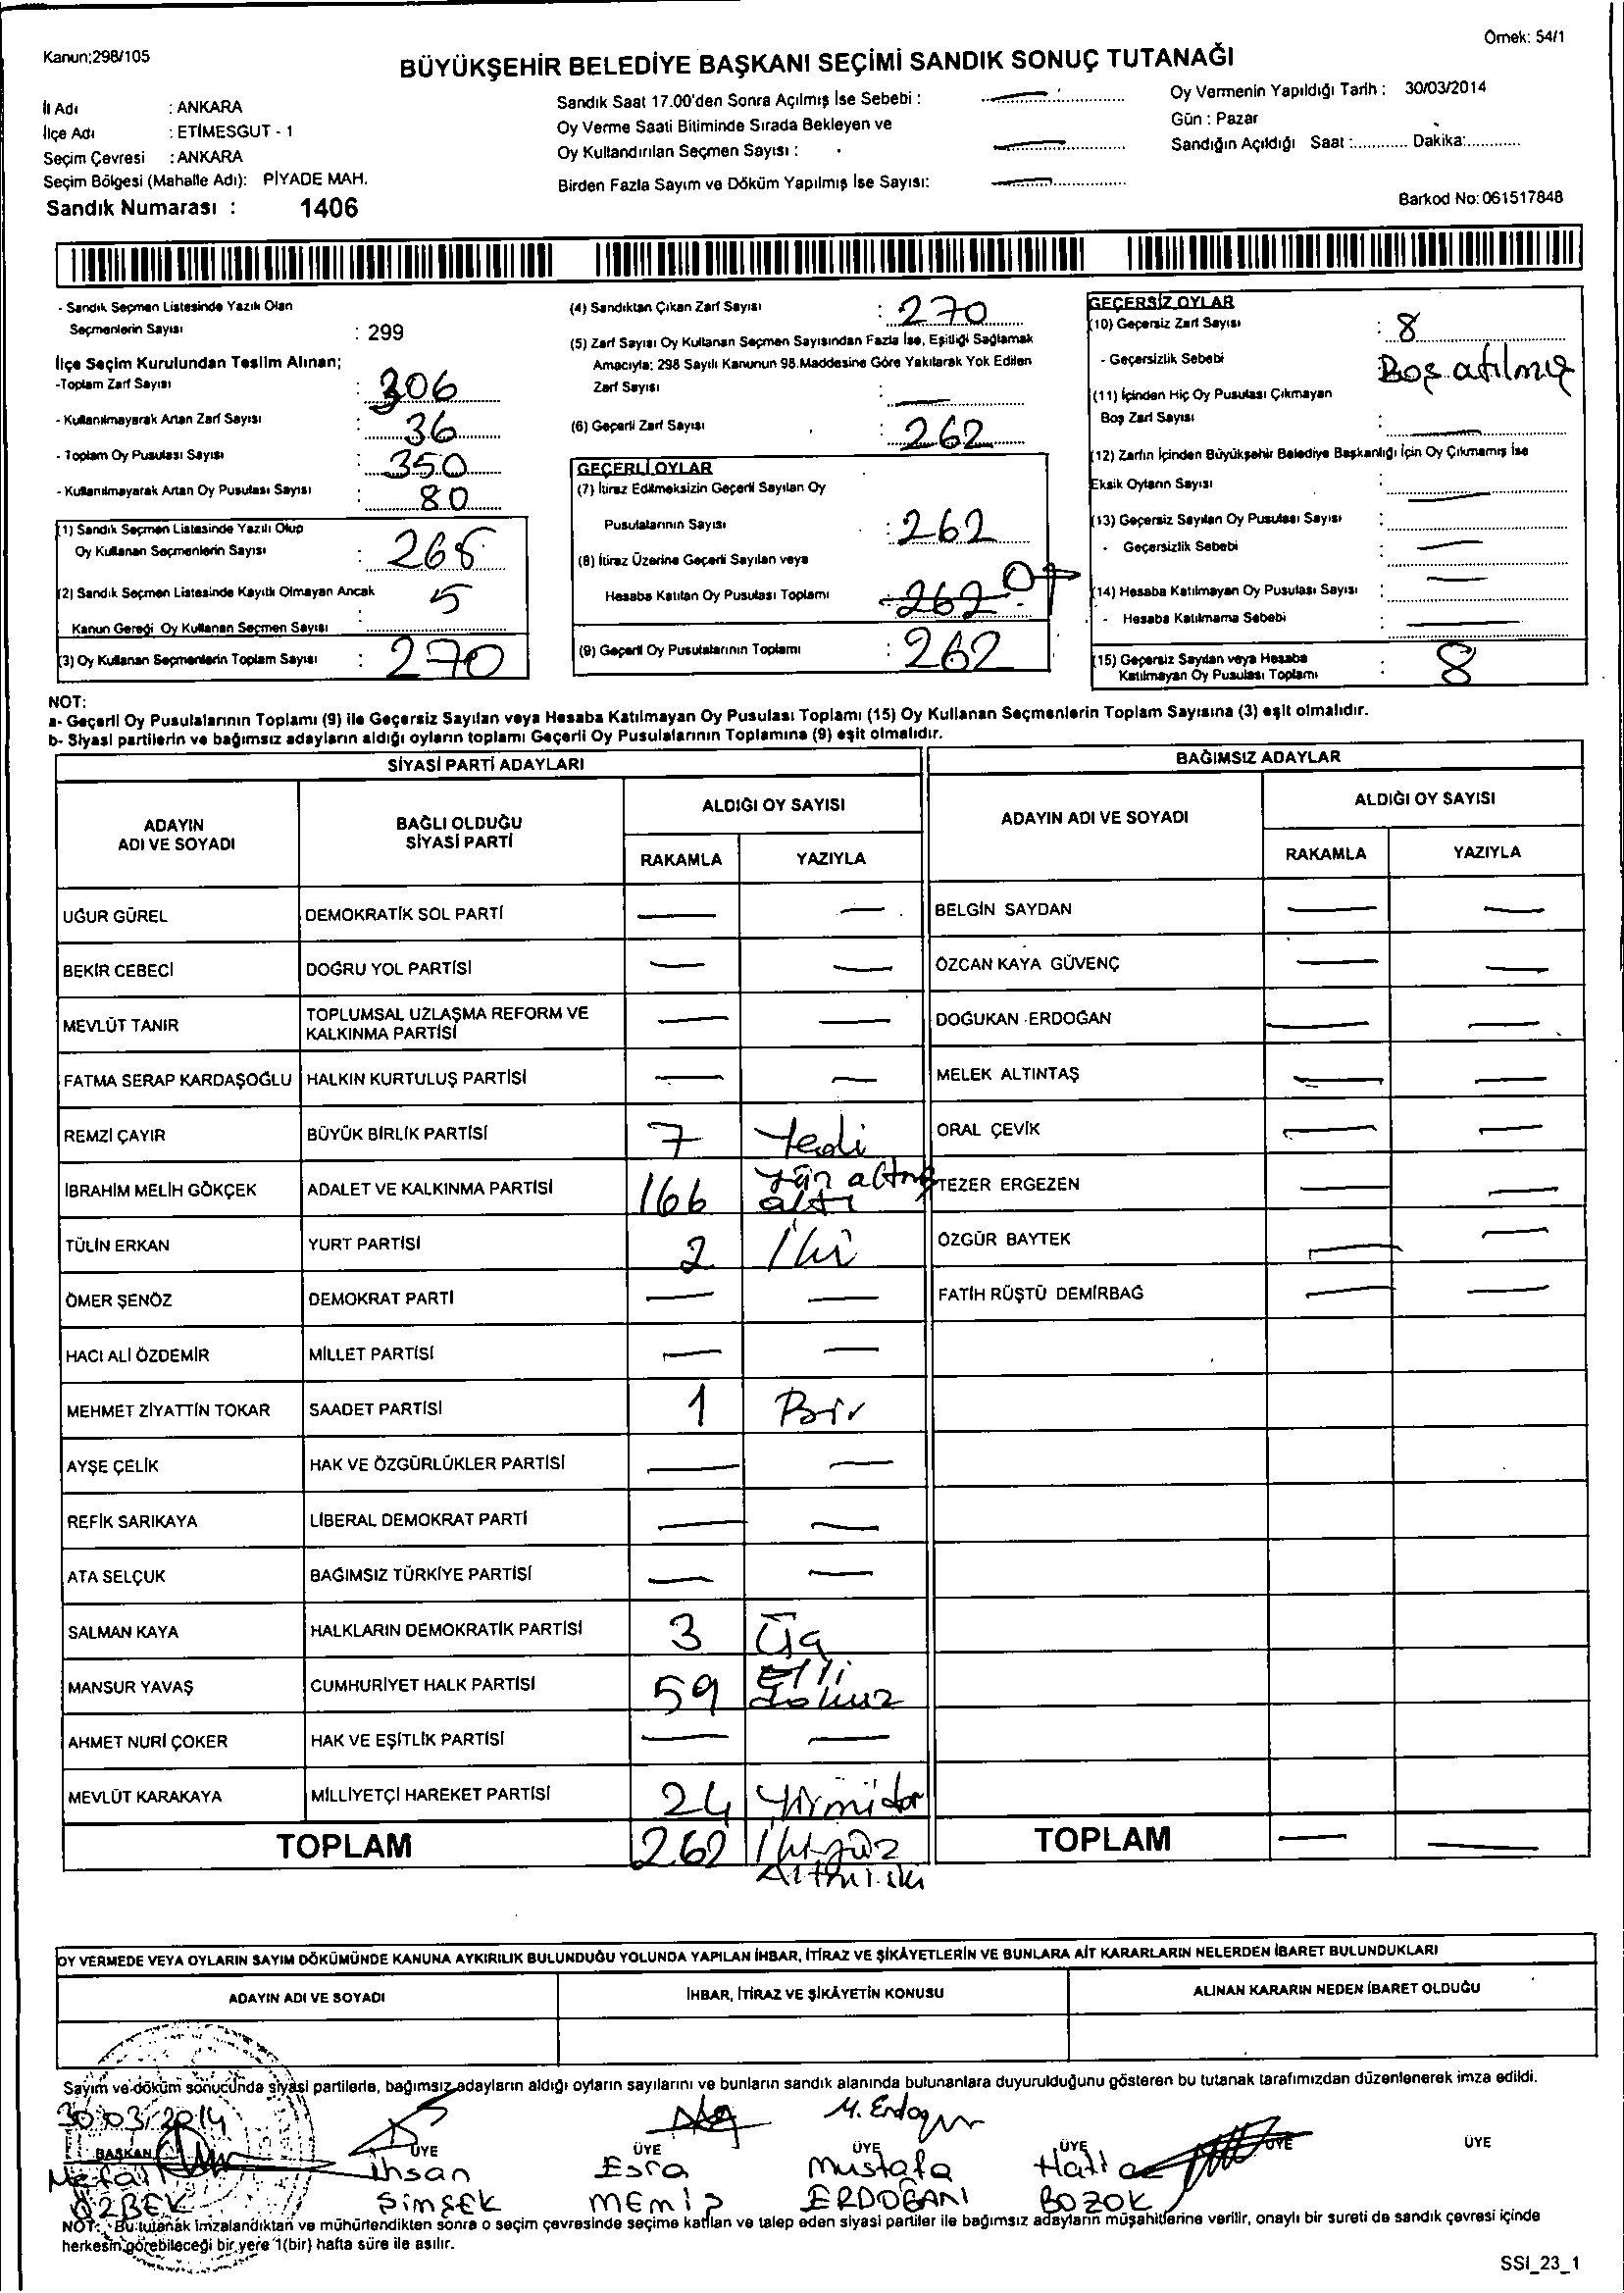 Örnek: 54/1
Kanun:298/105
BÜYÜKŞEHİR BELEDİYE BAŞKANI SEÇİMİ SANDIK SONUÇ TUTANAĞI
İl Adı : ANKARA
İlçe Adı : ETİMESGUT - 1
Seçim Çevresi : ANKARA
Seçim Bölgesi (Mahalle Adı): PİYADE MAH.
Sandık Numarası : 1406
Sandık Saat 17.00'den Sonra Açılmış İse Sebebi : —
Oy Verme Saati Bitiminde Sırada Bekleyen ve
Oy Kullandırılan Seçmen Sayısı : —
Birden Fazla Sayım ve Döküm Yapılmış İse Sayısı: —
Oy Vermenin Yapıldığı Tarih : 30/03/2014
Gün : Pazar
Sandığın Açıldığı Saat :............ Dakika:............
Barkod No: 061517848
- Sandık Seçmen Listesinde Yazılı Olan
Seçmenlerin Sayısı : 299
İlçe Seçim Kurulundan Teslim Alınan;
-Toplam Zarf Sayısı : 306
- Kullanılmayarak Artan Zarf Sayısı : 36
- Toplam Oy Pusulası Sayısı : 350
- Kullanılmayarak Artan Oy Pusulası Sayısı : 80
(1) Sandık Seçmen Listesinde Yazılı Olup
Oy Kullanan Seçmenlerin Sayısı : 265
(2) Sandık Seçmen Listesinde Kayıtlı Olmayan Ancak
Kanun Gereği Oy Kullanan Seçmen Sayısı : 5
(3) Oy Kullanan Seçmenlerin Toplam Sayısı : 270
(4) Sandıktan Çıkan Zarf Sayısı : 270
(5) Zarf Sayısı Oy Kullanan Seçmen Sayısından Fazla İse, Eşitliği Sağlamak
Amacıyla; 298 Sayılı Kanunun 98.Maddesine Göre Yakılarak Yok Edilen
Zarf Sayısı : —
(6) Geçerli Zarf Sayısı : 262
GEÇERLİ OYLAR
(7) İtiraz Edilmeksizin Geçerli Sayılan Oy
Pusulalarının Sayısı : 262
(8) İtiraz Üzerine Geçerli Sayılan veya
Hesaba Katılan Oy Pusulası Toplamı : 262 0
(9) Geçerli Oy Pusulalarının Toplamı : 262
GEÇERSİZ OYLAR
(10) Geçersiz Zarf Sayısı : 8
- Geçersizlik Sebebi Boş atılmış
(11) İçinden Hiç Oy Pusulası Çıkmayan
Boş Zarf Sayısı : —
(12) Zarfın İçinden Büyükşehir Belediye Başkanlığı İçin Oy Çıkmamış İse
Eksik Oyların Sayısı : —
(13) Geçersiz Sayılan Oy Pusulası Sayısı : —
- Geçersizlik Sebebi : —
(14) Hesaba Katılmayan Oy Pusulası Sayısı : —
- Hesaba Katılmama Sebebi : —
(15) Geçersiz Sayılan veya Hesaba
Katılmayan Oy Pusulası Toplamı : 8
NOT:
a- Geçerli Oy Pusulalarının Toplamı (9) ile Geçersiz Sayılan veya Hesaba Katılmayan Oy Pusulası Toplamı (15) Oy Kullanan Seçmenlerin Toplam Sayısına (3) eşit olmalıdır.
b- Siyasi partilerin ve bağımsız adayların aldığı oyların toplamı Geçerli Oy Pusulalarının Toplamına (9) eşit olmalıdır.
SİYASİ PARTİ ADAYLARI
ADAYIN ADI VE SOYADI BAĞLI OLDUĞU SİYASİ PARTİ ALDIĞI OY SAYISI
RAKAMLA YAZIYLA
UĞUR GÜREL DEMOKRATİK SOL PARTİ — —
BEKİR CEBECİ DOĞRU YOL PARTİSİ — —
MEVLÜT TANIR TOPLUMSAL UZLAŞMA REFORM VE KALKINMA PARTİSİ — —
FATMA SERAP KARDAŞOĞLU HALKIN KURTULUŞ PARTİSİ — —
REMZİ ÇAYIR BÜYÜK BİRLİK PARTİSİ 7 Yedi
İBRAHİM MELİH GÖKÇEK ADALET VE KALKINMA PARTİSİ 166 Yüz altmış altı
TÜLİN ERKAN YURT PARTİSİ 2 İki
ÖMER ŞENÖZ DEMOKRAT PARTİ — —
HACI ALİ ÖZDEMİR MİLLET PARTİSİ — —
MEHMET ZİYATTİN TOKAR SAADET PARTİSİ 1 Bir
AYŞE ÇELİK HAK VE ÖZGÜRLÜKLER PARTİSİ — —
REFİK SARIKAYA LİBERAL DEMOKRAT PARTİ — —
ATA SELÇUK BAĞIMSIZ TÜRKİYE PARTİSİ — —
SALMAN KAYA HALKLARIN DEMOKRATİK PARTİSİ 3 Üç
MANSUR YAVAŞ CUMHURİYET HALK PARTİSİ 59 Elli dokuz
AHMET NURİ ÇOKER HAK VE EŞİTLİK PARTİSİ — —
MEVLÜT KARAKAYA MİLLİYETÇİ HAREKET PARTİSİ 24 Yirmi dör
TOPLAM 262 İkiyüz Altmi.iki
BAĞIMSIZ ADAYLAR
ADAYIN ADI VE SOYADI ALDIĞI OY SAYISI
RAKAMLA YAZIYLA
BELGİN SAYDAN — —
ÖZCAN KAYA GÜVENÇ — —
DOĞUKAN ERDOĞAN — —
MELEK ALTINTAŞ — —
ORAL ÇEVİK — —
TEZER ERGEZEN — —
ÖZGÜR BAYTEK — —
FATİH RÜŞTÜ DEMİRBAĞ — —
TOPLAM — —
OY VERMEDE VEYA OYLARIN SAYIM DÖKÜMÜNDE KANUNA AYKIRILIK BULUNDUĞU YOLUNDA YAPILAN İHBAR, İTİRAZ VE ŞİKÂYETLERİN VE BUNLARA AİT KARARLARIN NELERDEN İBARET BULUNDUKLARI
ADAYIN ADI VE SOYADI İHBAR, İTİRAZ VE ŞİKÂYETİN KONUSU ALINAN KARARIN NEDEN İBARET OLDUĞU
Sayım ve döküm sonucunda siyasi partilerle, bağımsız adayların aldığı oyların sayılarını ve bunların sandık alanında bulunanlara duyurulduğunu gösteren bu tutanak tarafımızdan düzenlenerek imza edildi.
30.03/2014 M. Erdoğan
BAŞKAN ÜYE ÜYE ÜYE ÜYE ÜYE ÜYE
İhsan Esra Mustafa
ÖZBEK ŞİMŞEK MEMİŞ ERDOĞAN BOZOK
NOT: Bu tutanak imzalandıktan ve mühürlendikten sonra o seçim çevresinde seçime katılan ve talep eden siyasi partiler ile bağımsız adayların müşahitlerine verilir, onaylı bir sureti de sandık çevresi içinde
herkesin görebileceği bir yere 1(bir) hafta süre ile asılır.
SSI_23_1